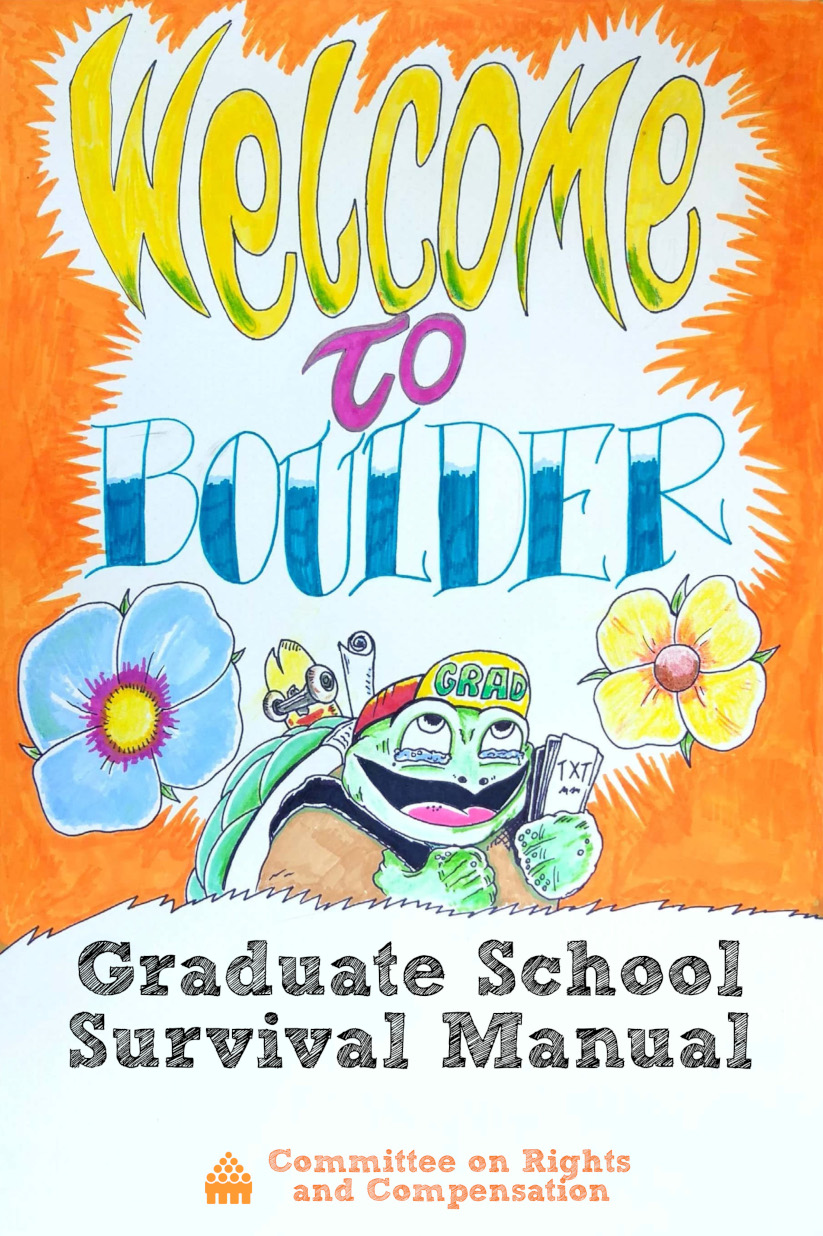 WelcoMe
To
BOULDER
GRAD
TXT
Graduate School
Survival Manual
Committee on Rights
and Compensation